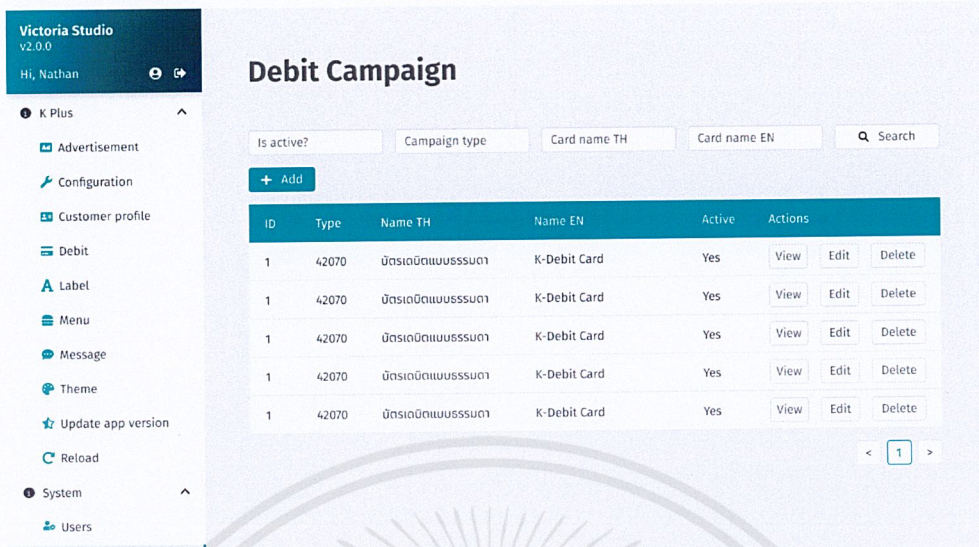 Victoria Studio
v2.0.0
Hi, Nathan
K Plus
Advertisement
Configuration
Customer profile
Debit
Label
Menu
Message
Theme
Update app version
Reload
System
Users
Debit Campaign
Is active? Campaign type Card name TH Card name EN Search
+ Add
ID Type Name TH Name EN Active Actions
1 42070 บัตรเดบิตแบบธรรมดา K-Debit Card Yes View Edit Delete
1 42070 บัตรเดบิตแบบธรรมดา K-Debit Card Yes View Edit Delete
1 42070 บัตรเดบิตแบบธรรมดา K-Debit Card Yes View Edit Delete
1 42070 บัตรเดบิตแบบธรรมดา K-Debit Card Yes View Edit Delete
1 42070 บัตรเดบิตแบบธรรมดา K-Debit Card Yes View Edit Delete
< 1 >